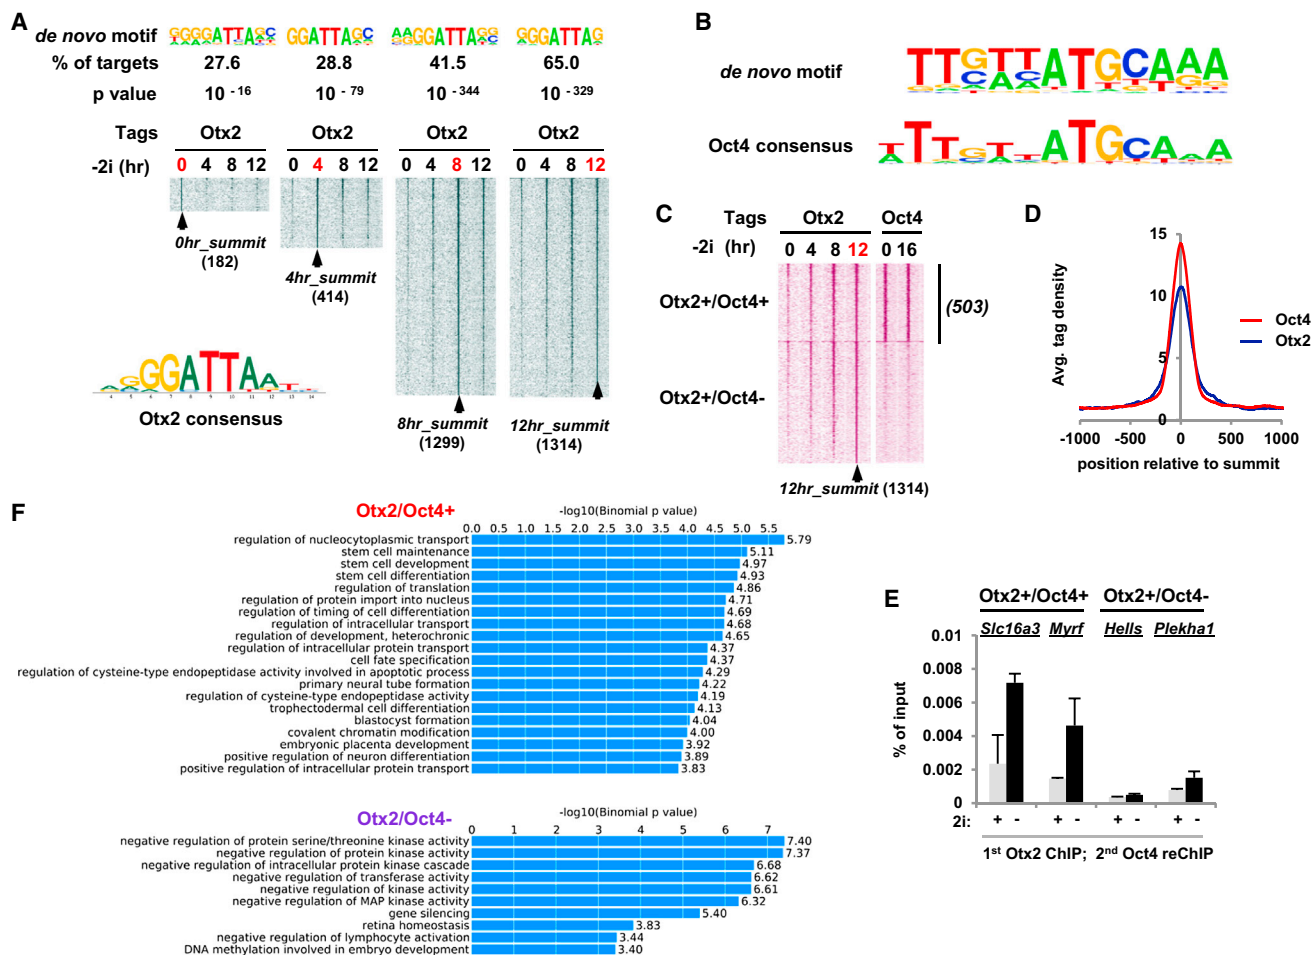 A
de novo motif
GGGGATTAGC
GGATTAGC
AAGGGATTAGG
GGGATTAG
% of targets 27.6 28.8 41.5 65.0
p value 10 -16 10 -79 10 -344 10 -329
Tags Otx2 Otx2 Otx2 Otx2
-2i (hr) 0 4 8 12 0 4 8 12 0 4 8 12 0 4 8 12
0hr_summit
(182)
4hr_summit
(414)
8hr_summit
(1299)
12hr_summit
(1314)
GGATTAA
4 5 6 7 8 9 10 11 12 13 14
Otx2 consensus
B
de novo motif
TTGTTATGCAAA
Oct4 consensus
TTTGTTATGCAAA
C
Tags Otx2 Oct4
-2i (hr) 0 4 8 12 0 16
Otx2+/Oct4+
(503)
Otx2+/Oct4-
12hr_summit (1314)
D
Avg. tag density
15
10
5
0
-1000 -500 0 500 1000
position relative to summit
Oct4
Otx2
E
Otx2+/Oct4+ Otx2+/Oct4-
Slc16a3 Myrf Hells Plekha1
% of input
0.01
0.008
0.006
0.004
0.002
0
2i: + - + - + - + -
1st Otx2 ChIP; 2nd Oct4 reChIP
F
Otx2/Oct4+
-log10(Binomial p value)
0.0 0.5 1.0 1.5 2.0 2.5 3.0 3.5 4.0 4.5 5.0 5.5
regulation of nucleocytoplasmic transport 5.79
stem cell maintenance 5.11
stem cell development 4.97
stem cell differentiation 4.93
regulation of translation 4.86
regulation of protein import into nucleus 4.71
regulation of timing of cell differentiation 4.69
regulation of intracellular transport 4.68
regulation of development, heterochronic 4.65
regulation of intracellular protein transport 4.37
cell fate specification 4.37
regulation of cysteine-type endopeptidase activity involved in apoptotic process 4.29
primary neural tube formation 4.22
regulation of cysteine-type endopeptidase activity 4.19
trophectodermal cell differentiation 4.13
blastocyst formation 4.04
covalent chromatin modification 4.00
embryonic placenta development 3.92
positive regulation of neuron differentiation 3.89
positive regulation of intracellular protein transport 3.83
Otx2/Oct4-
-log10(Binomial p value)
0 1 2 3 4 5 6 7
negative regulation of protein serine/threonine kinase activity 7.40
negative regulation of protein kinase activity 7.37
negative regulation of intracellular protein kinase cascade 6.68
negative regulation of transferase activity 6.62
negative regulation of kinase activity 6.61
negative regulation of MAP kinase activity 6.32
gene silencing 5.40
retina homeostasis 3.83
negative regulation of lymphocyte activation 3.44
DNA methylation involved in embryo development 3.40